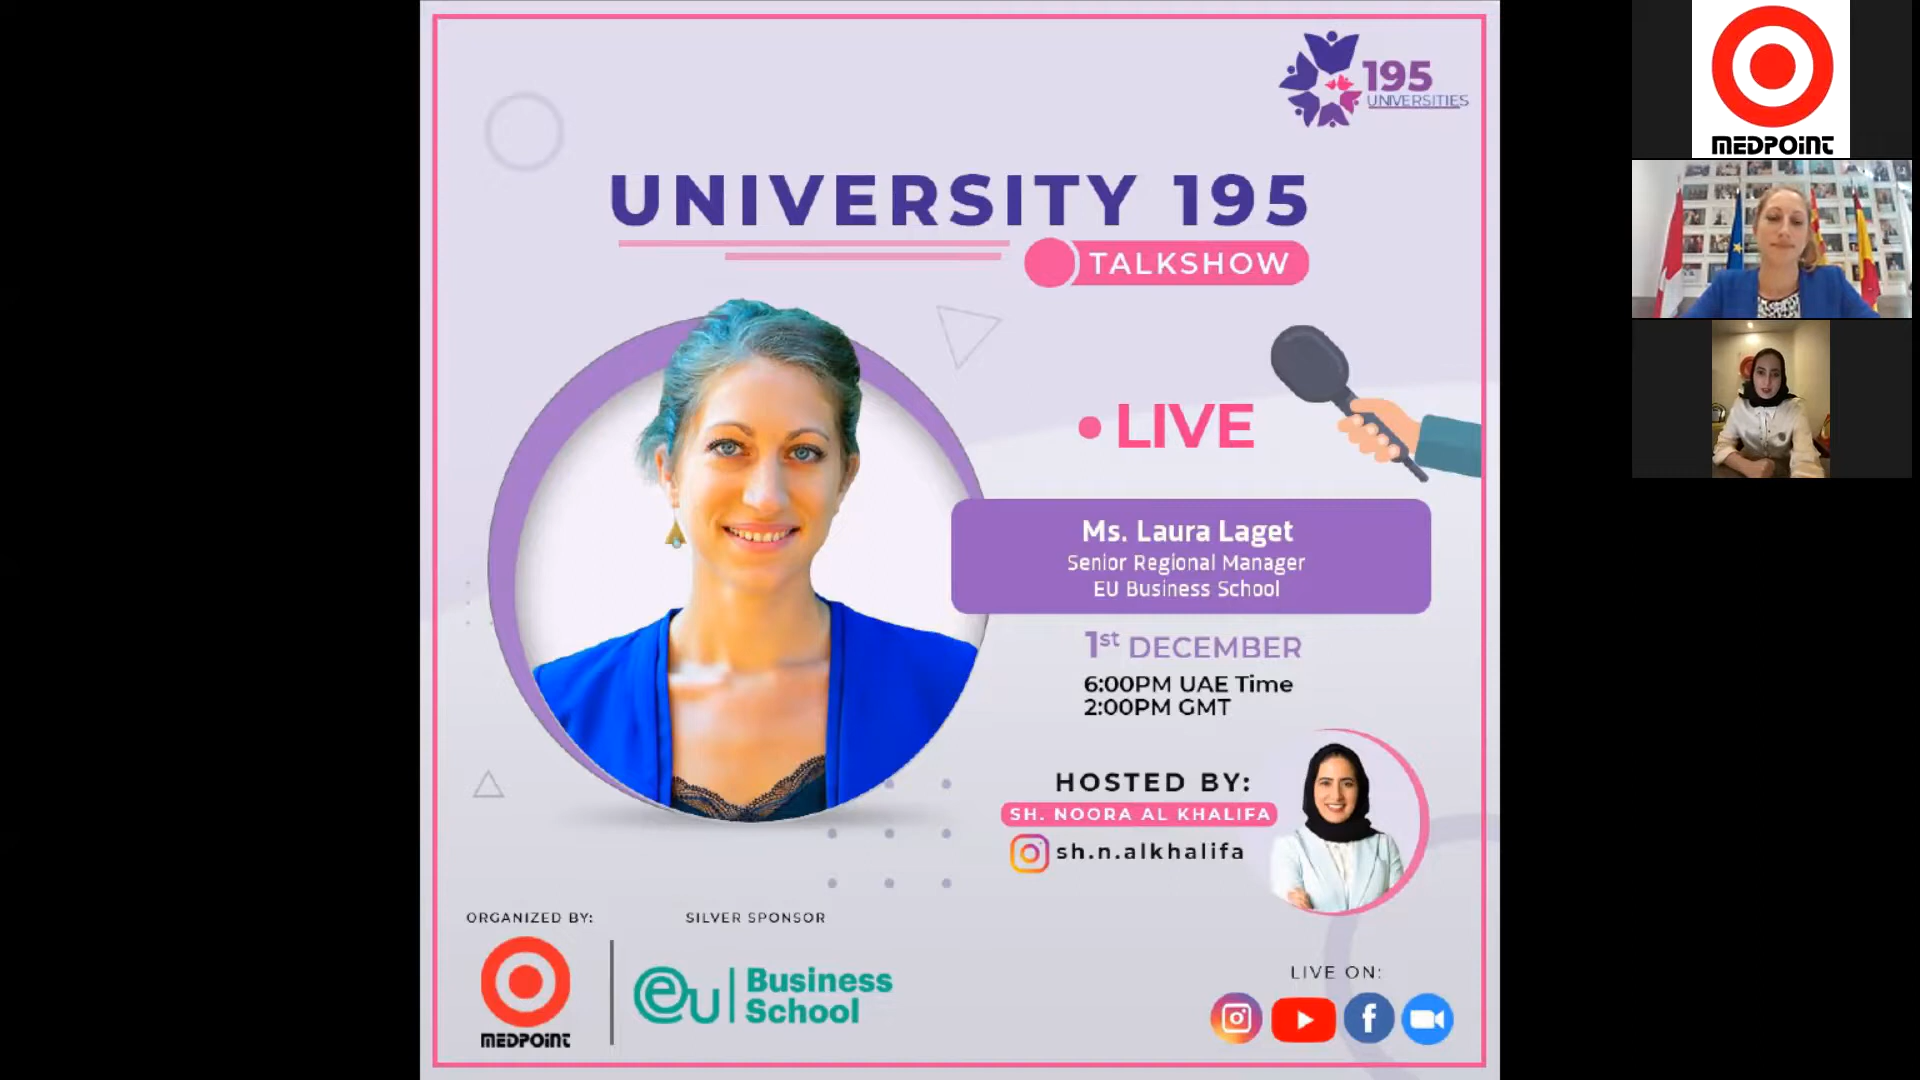 195
UNIVERSITIES
UNIVERSITY 195
TALKSHOW
LIVE
Ms. Laura Laget
Senior Regional Manager
EU Business School
1st DECEMBER
6:00PM UAE Time
2:00PM GMT
HOSTED BY:
SH. NOORA AL KHALIFA
sh.n.alkhalifa
ORGANIZED BY:
SILVER SPONSOR
MEDPOINT
eu Business
School
LIVE ON:
MEDPOINT